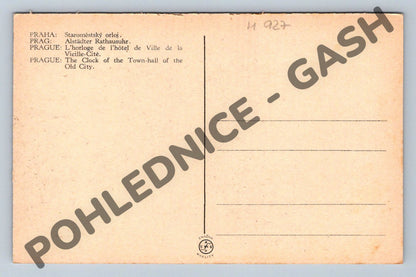 4 927
PRAHA: Staroměstský orloj.
PRAG: Altstädter Rathausuhr.
PRAGUE: L'horloge de l'hôtel de Ville de la
Vieille-Cité.
PRAGUE: The Clock of the Town-hall of the
Old City.
POHLEDNICE - GASH